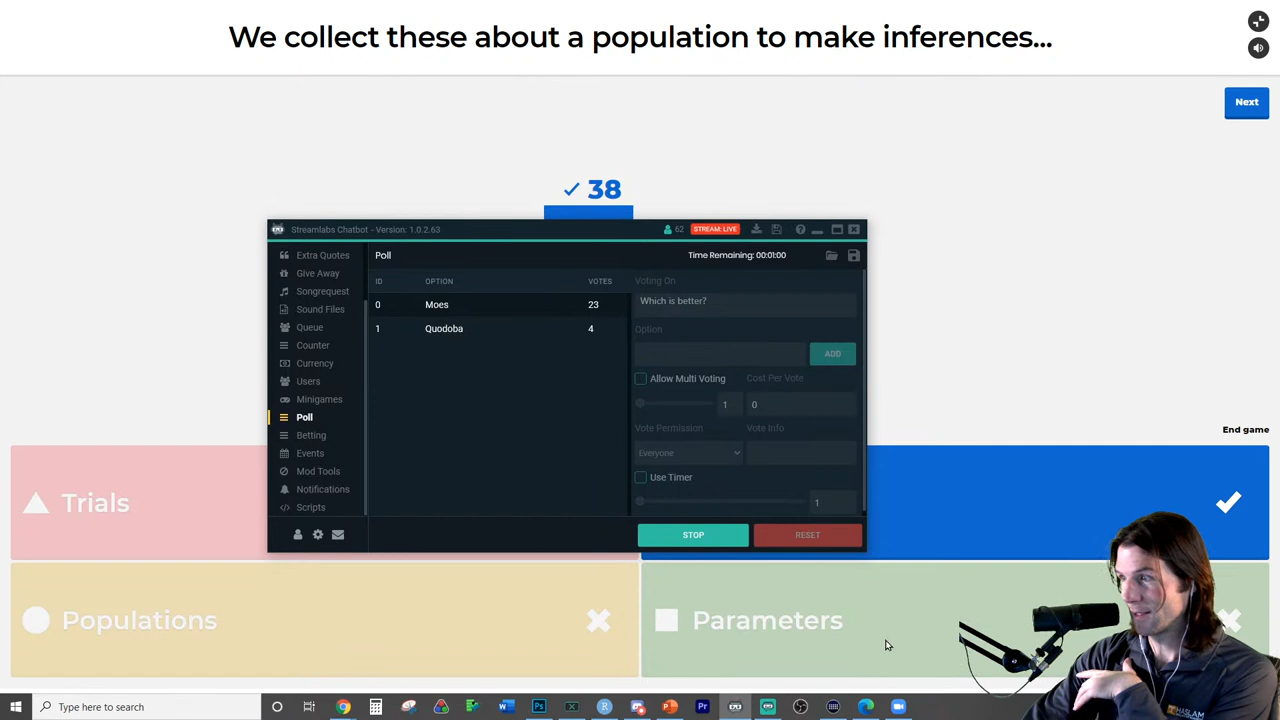 We collect these about a population to make inferences...
Next
38
Streamlabs Chatbot - Version: 1.0.2.63
62
STREAM: LIVE
Extra Quotes
Give Away
Songrequest
Sound Files
Queue
Counter
Currency
Users
Minigames
Poll
Betting
Events
Mod Tools
Notifications
Scripts
Poll
Time Remaining: 00:01:00
ID OPTION VOTES
0 Moes 23
1 Quodoba 4
Voting On
Which is better?
Option
ADD
Allow Multi Voting Cost Per Vote
1 0
Vote Permission Vote Info
Everyone
Use Timer
1
STOP RESET
End game
Trials
Populations
Parameters
HASLAM
Type here to search